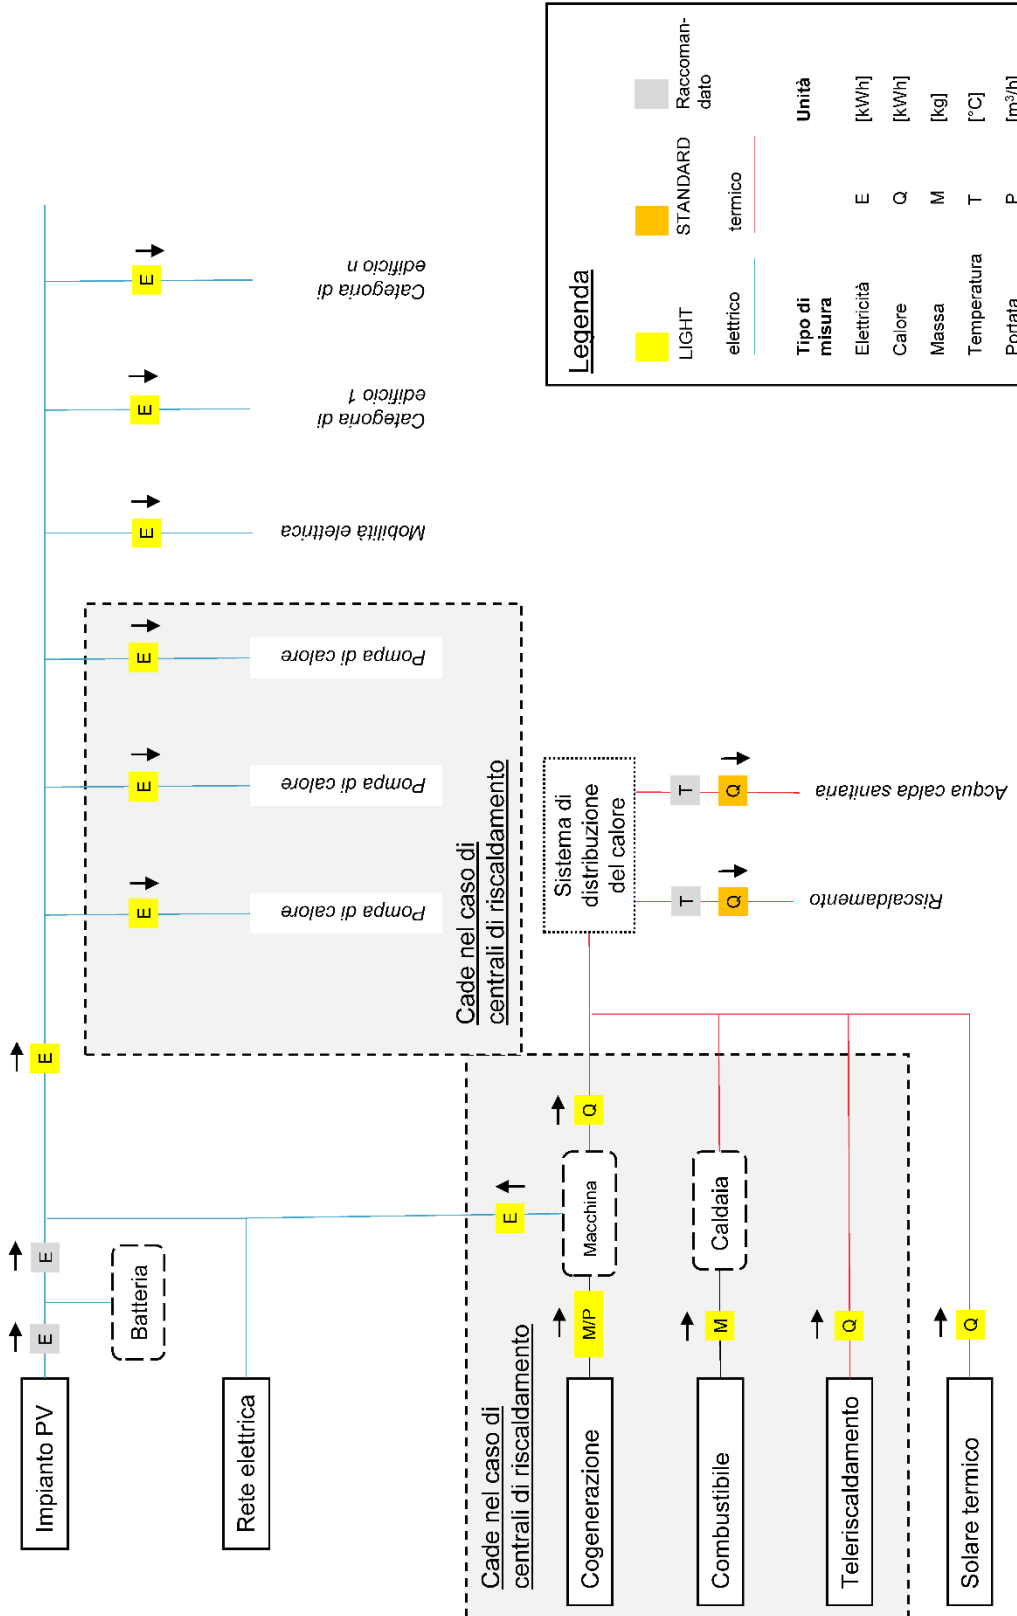 Impianto PV
E
E
Batteria
E
Rete elettrica
E
Pompa di calore
E
Pompa di calore
E
Pompa di calore
Cade nel caso di
centrali di riscaldamento
E
Mobilità elettrica
E
Categoria di
edificio 1
E
Categoria di
edificio n
Cade nel caso di
centrali di riscaldamento
Cogenerazione
M/P
Macchina
E
Q
Combustibile
M
Caldaia
Teleriscaldamento
Q
Solare termico
Q
Sistema di
distribuzione
del calore
T
Q
Riscaldamento
T
Q
Acqua calda sanitaria
Legenda
LIGHT
STANDARD
Raccoman-
dato
elettrico
termico
Tipo di
misura
Unità
Elettricità E [kWh]
Calore Q [kWh]
Massa M [kg]
Temperatura T [°C]
Portata P [m³/h]